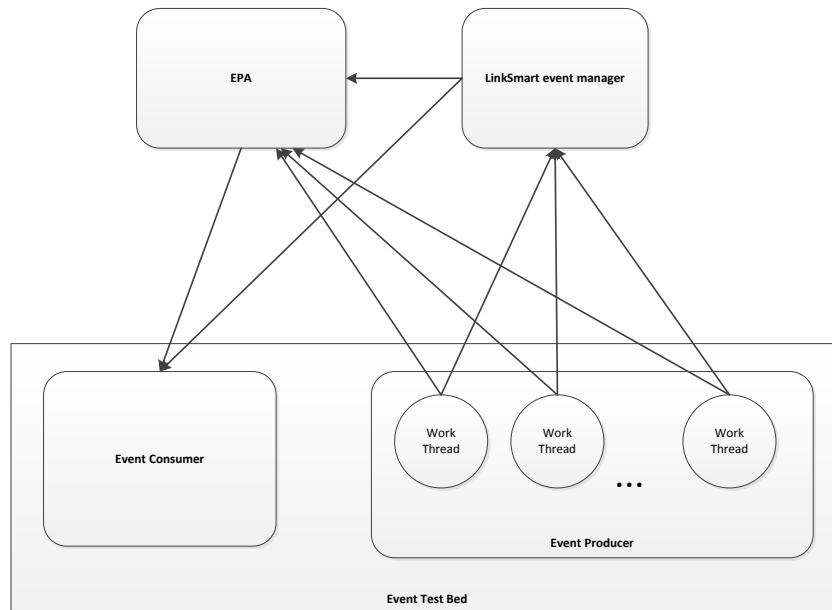 EPA
LinkSmart event manager
Event Consumer
Work
Thread
Work
Thread
...
Work
Thread
Event Producer
Event Test Bed